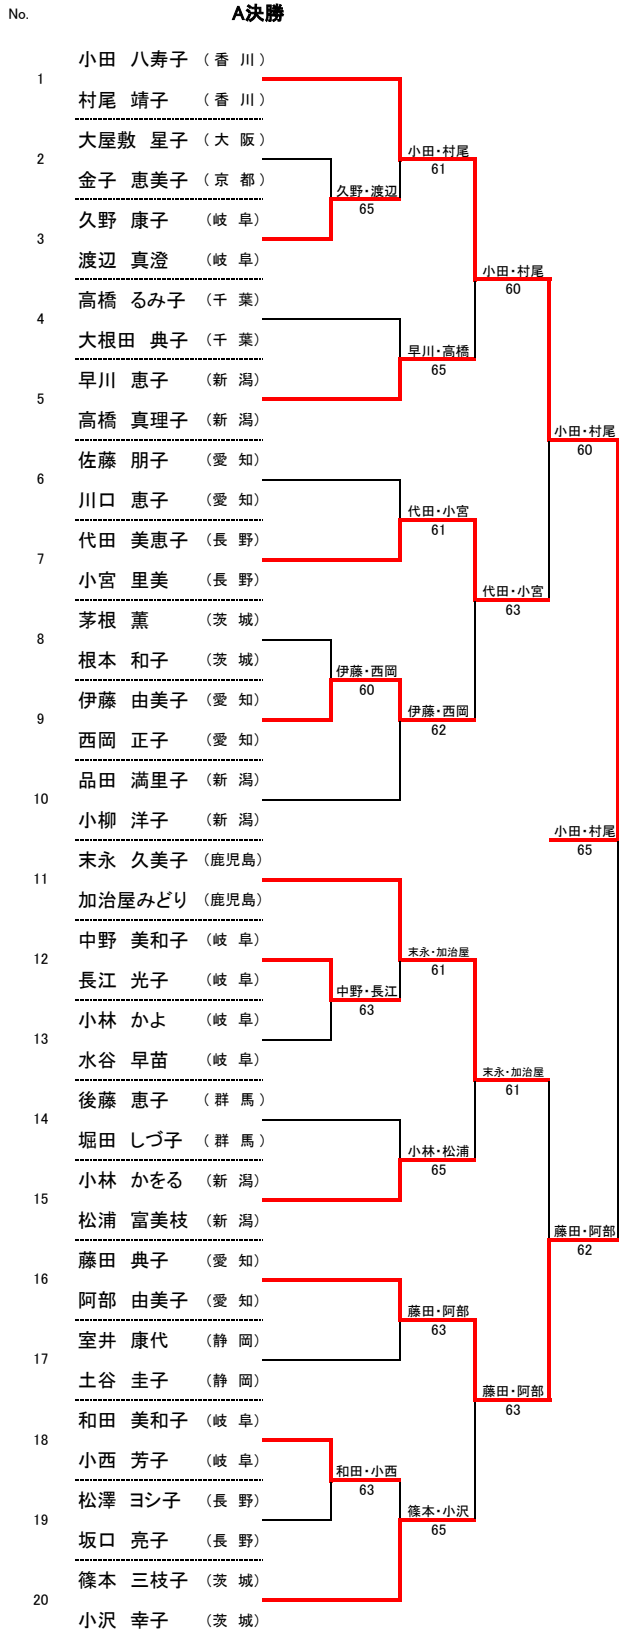 No.
A決勝
小田 八寿子 (香 川)
1
村尾 靖子 (香 川)
大屋敷 星子 (大 阪)
2
小田・村尾
61
金子 恵美子 (京 都)
久野・渡辺
65
久野 康子 (岐 阜)
3
渡辺 真澄 (岐 阜)
小田・村尾
60
高橋 るみ子 (千 葉)
4
大根田 典子 (千 葉)
早川・高橋
65
早川 恵子 (新 潟)
5
高橋 真理子 (新 潟)
小田・村尾
60
佐藤 朋子 (愛 知)
6
川口 恵子 (愛 知)
代田・小宮
61
代田 美恵子 (長 野)
7
小宮 里美 (長 野)
代田・小宮
63
茅根 薫 (茨 城)
8
根本 和子 (茨 城)
伊藤・西岡
60
伊藤 由美子 (愛 知)
9
伊藤・西岡
62
西岡 正子 (愛 知)
品田 満里子 (新 潟)
10
小柳 洋子 (新 潟)
小田・村尾
65
末永 久美子 (鹿児島)
11
加治屋みどり (鹿児島)
中野 美和子 (岐 阜)
12
末永・加治屋
61
長江 光子 (岐 阜)
中野・長江
63
小林 かよ (岐 阜)
13
水谷 早苗 (岐 阜)
末永・加治屋
61
後藤 恵子 (群 馬)
14
堀田 しづ子 (群 馬)
小林・松浦
65
小林 かをる (新 潟)
15
松浦 富美枝 (新 潟)
藤田・阿部
62
藤田 典子 (愛 知)
16
阿部 由美子 (愛 知)
藤田・阿部
63
室井 康代 (静 岡)
17
土谷 圭子 (静 岡)
藤田・阿部
63
和田 美和子 (岐 阜)
18
小西 芳子 (岐 阜)
和田・小西
63
松澤 ヨシ子 (長 野)
19
篠本・小沢
65
坂口 亮子 (長 野)
篠本 三枝子 (茨 城)
20
小沢 幸子 (茨 城)